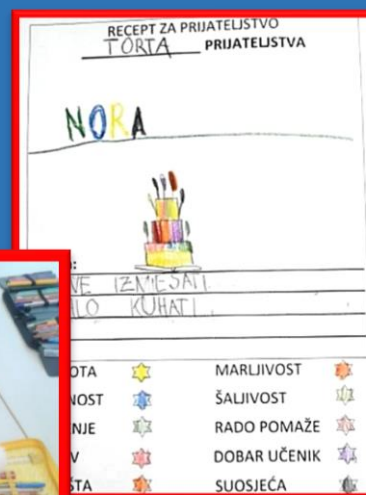 RECEPT ZA PRIJATELJSTVO
TORTA PRIJATELJSTVA
NORA
VE IZMIJEŠATI.
LO KUHATI.
OTA MARLJIVOST
NOST ŠALJIVOST
NJE RADO POMAŽE
V DOBAR UČENIK
ŠTA SUOSJEĆA